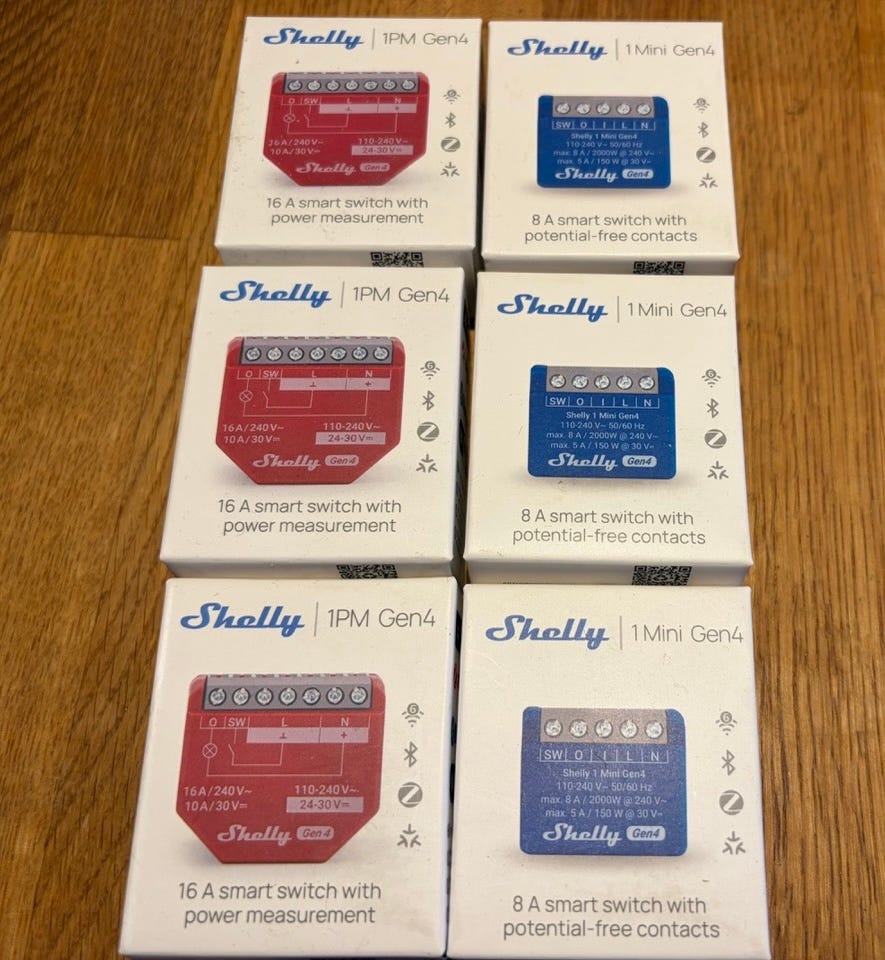 Shelly | 1PM Gen4
O SW L N
⊥ +
16A/240V~ 110-240V~
10A/30V⎓ 24-30V⎓
Shelly Gen4
16 A smart switch with
power measurement
Shelly | 1 Mini Gen4
SW O I L N
Shelly 1 Mini Gen4
110-240 V~ 50/60 Hz
max. 8 A / 2000W @ 240 V~
max. 5 A / 150 W @ 30 V⎓
Shelly Gen4
8 A smart switch with
potential-free contacts
Shelly | 1PM Gen4
O SW L N
⊥ +
16A/240V~ 110-240V~
10A/30V⎓ 24-30V⎓
Shelly Gen4
16 A smart switch with
power measurement
Shelly | 1 Mini Gen4
SW O I L N
Shelly 1 Mini Gen4
110-240 V~ 50/60 Hz
max. 8 A / 2000W @ 240 V~
max. 5 A / 150 W @ 30 V⎓
Shelly Gen4
8 A smart switch with
potential-free contacts
Shelly | 1PM Gen4
O SW L N
⊥ +
16A/240V~ 110-240V~
10A/30V⎓ 24-30V⎓
Shelly Gen4
16 A smart switch with
power measurement
Shelly | 1 Mini Gen4
SW O I L N
Shelly 1 Mini Gen4
110-240 V~ 50/60 Hz
max. 8 A / 2000W @ 240 V~
max. 5 A / 150 W @ 30 V⎓
Shelly Gen4
8 A smart switch with
potential-free contacts